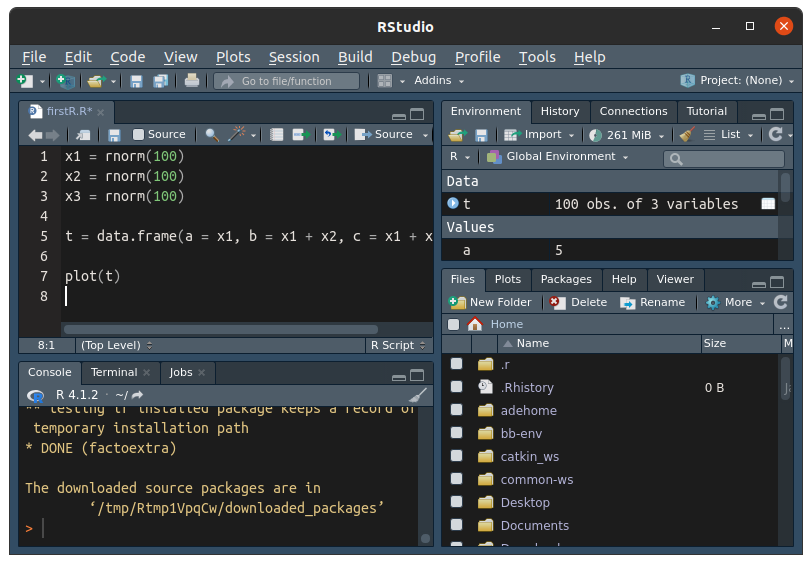 RStudio
File Edit Code View Plots Session Build Debug Profile Tools Help
Go to file/function Addins Project: (None)
firstR.R*
Source Source
1 x1 = rnorm(100)
2 x2 = rnorm(100)
3 x3 = rnorm(100)
4
5 t = data.frame(a = x1, b = x1 + x2, c = x1 + x
6
7 plot(t)
8
8:1 (Top Level) R Script
Console Terminal Jobs
R 4.1.2 · ~/
** testing if installed package keeps a record of
temporary installation path
* DONE (factoextra)
The downloaded source packages are in
‘/tmp/Rtmp1VpqCw/downloaded_packages’
>
Environment History Connections Tutorial
Import 261 MiB List
R Global Environment
Data
t 100 obs. of 3 variables
Values
a 5
Files Plots Packages Help Viewer
New Folder Delete Rename More
Home ...
Name Size M
.r
.Rhistory 0 B
adehome
bb-env
catkin_ws
common-ws
Desktop
Documents